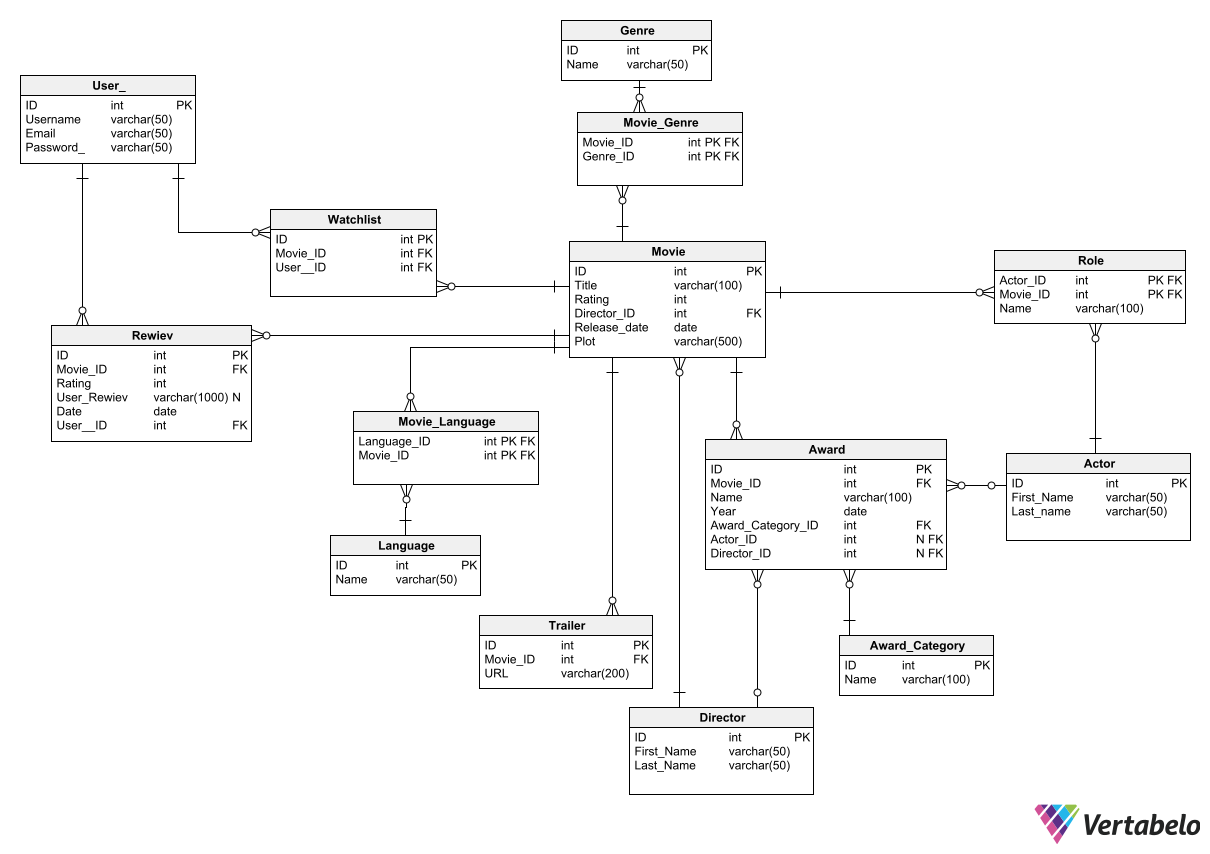 Genre
ID int PK
Name varchar(50)
User_
ID int PK
Username varchar(50)
Email varchar(50)
Password_ varchar(50)
Movie_Genre
Movie_ID int PK FK
Genre_ID int PK FK
Watchlist
ID int PK
Movie_ID int FK
User__ID int FK
Movie
ID int PK
Title varchar(100)
Rating int
Director_ID int FK
Release_date date
Plot varchar(500)
Role
Actor_ID int PK FK
Movie_ID int PK FK
Name varchar(100)
Rewiev
ID int PK
Movie_ID int FK
Rating int
User_Rewiev varchar(1000) N
Date date
User__ID int FK
Movie_Language
Language_ID int PK FK
Movie_ID int PK FK
Award
ID int PK
Movie_ID int FK
Name varchar(100)
Year date
Award_Category_ID int FK
Actor_ID int N FK
Director_ID int N FK
Actor
ID int PK
First_Name varchar(50)
Last_name varchar(50)
Language
ID int PK
Name varchar(50)
Trailer
ID int PK
Movie_ID int FK
URL varchar(200)
Award_Category
ID int PK
Name varchar(100)
Director
ID int PK
First_Name varchar(50)
Last_Name varchar(50)
Vertabelo